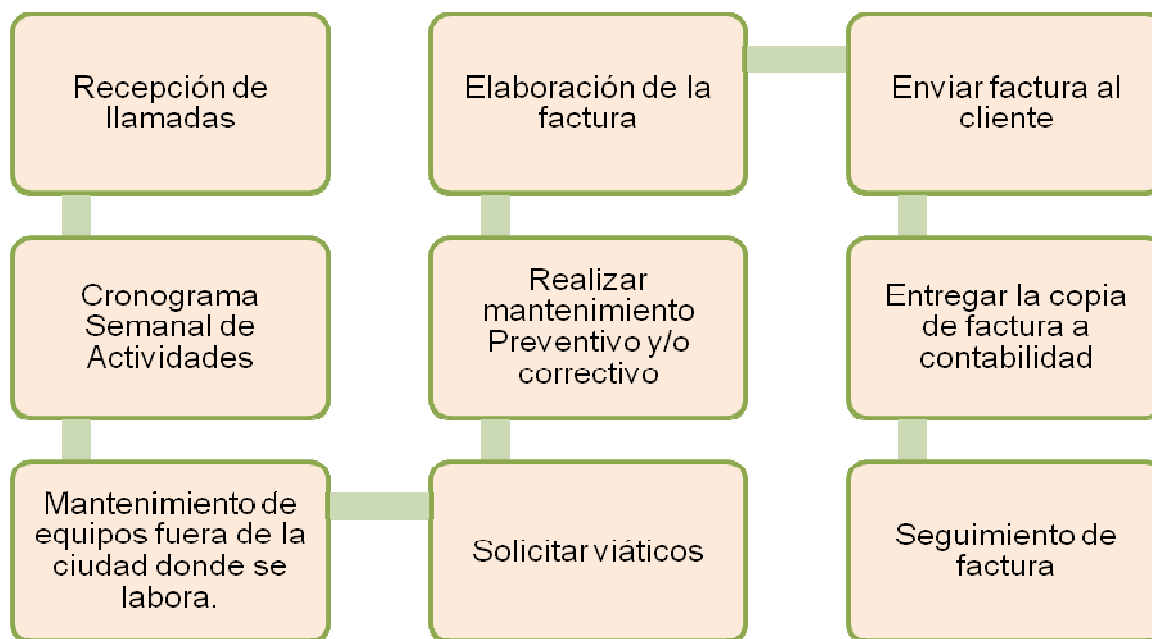 Recepción de
llamadas
Cronograma
Semanal de
Actividades
Mantenimiento de
equipos fuera de la
ciudad donde se
labora.
Solicitar viáticos
Realizar
mantenimiento
Preventivo y/o
correctivo
Elaboración de la
factura
Enviar factura al
cliente
Entregar la copia
de factura a
contabilidad
Seguimiento de
factura